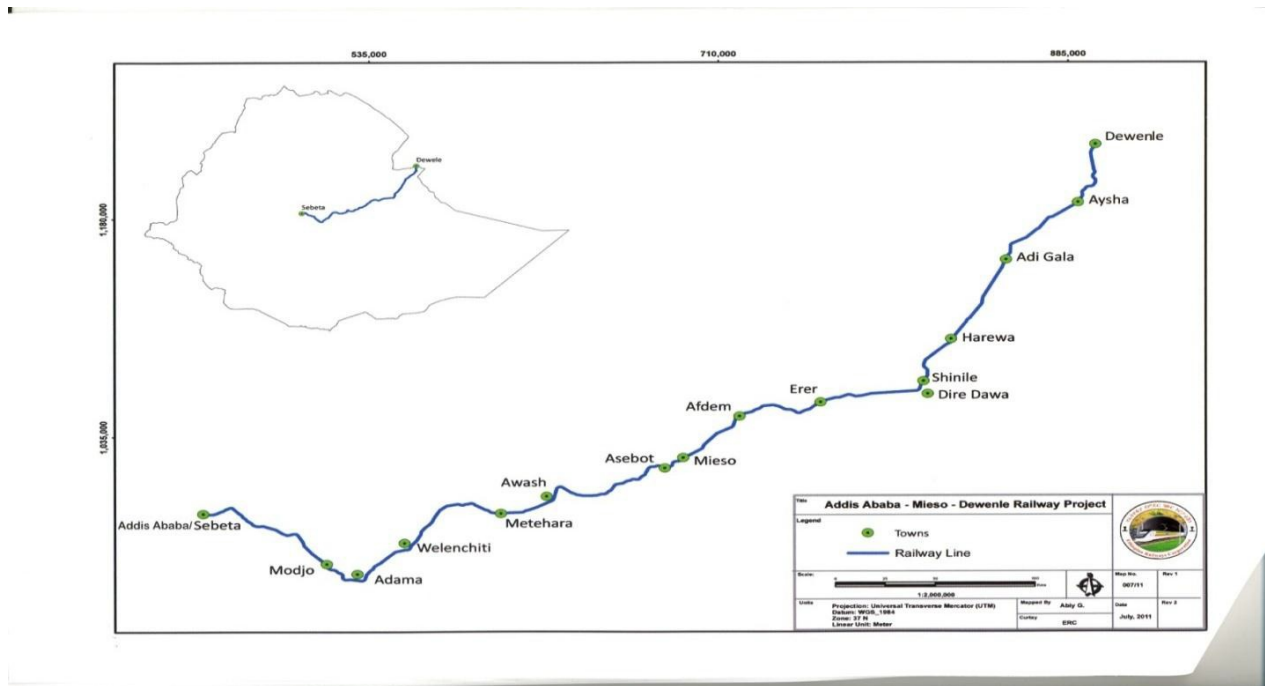 535,000 710,000 885,000
1,180,000
1,035,000
Dewele
Sebeta
Dewenle
Aysha
Adi Gala
Harewa
Shinile
Dire Dawa
Erer
Afdem
Mieso
Asebot
Awash
Metehara
Welenchiti
Adama
Modjo
Addis Ababa/Sebeta
Title
Addis Ababa - Mieso - Dewenle Railway Project
Legend
Towns
Railway Line
Scale:
1:2,000,000
Units
Projection: Universal Transverse Mercator (UTM)
Datum: WGS_1984
Zone: 37 N
Linear Unit: Meter
Mapped By
Abiy G.
ERC
Map No.
067/11
Rev 1
Date
July, 2011
Rev 2